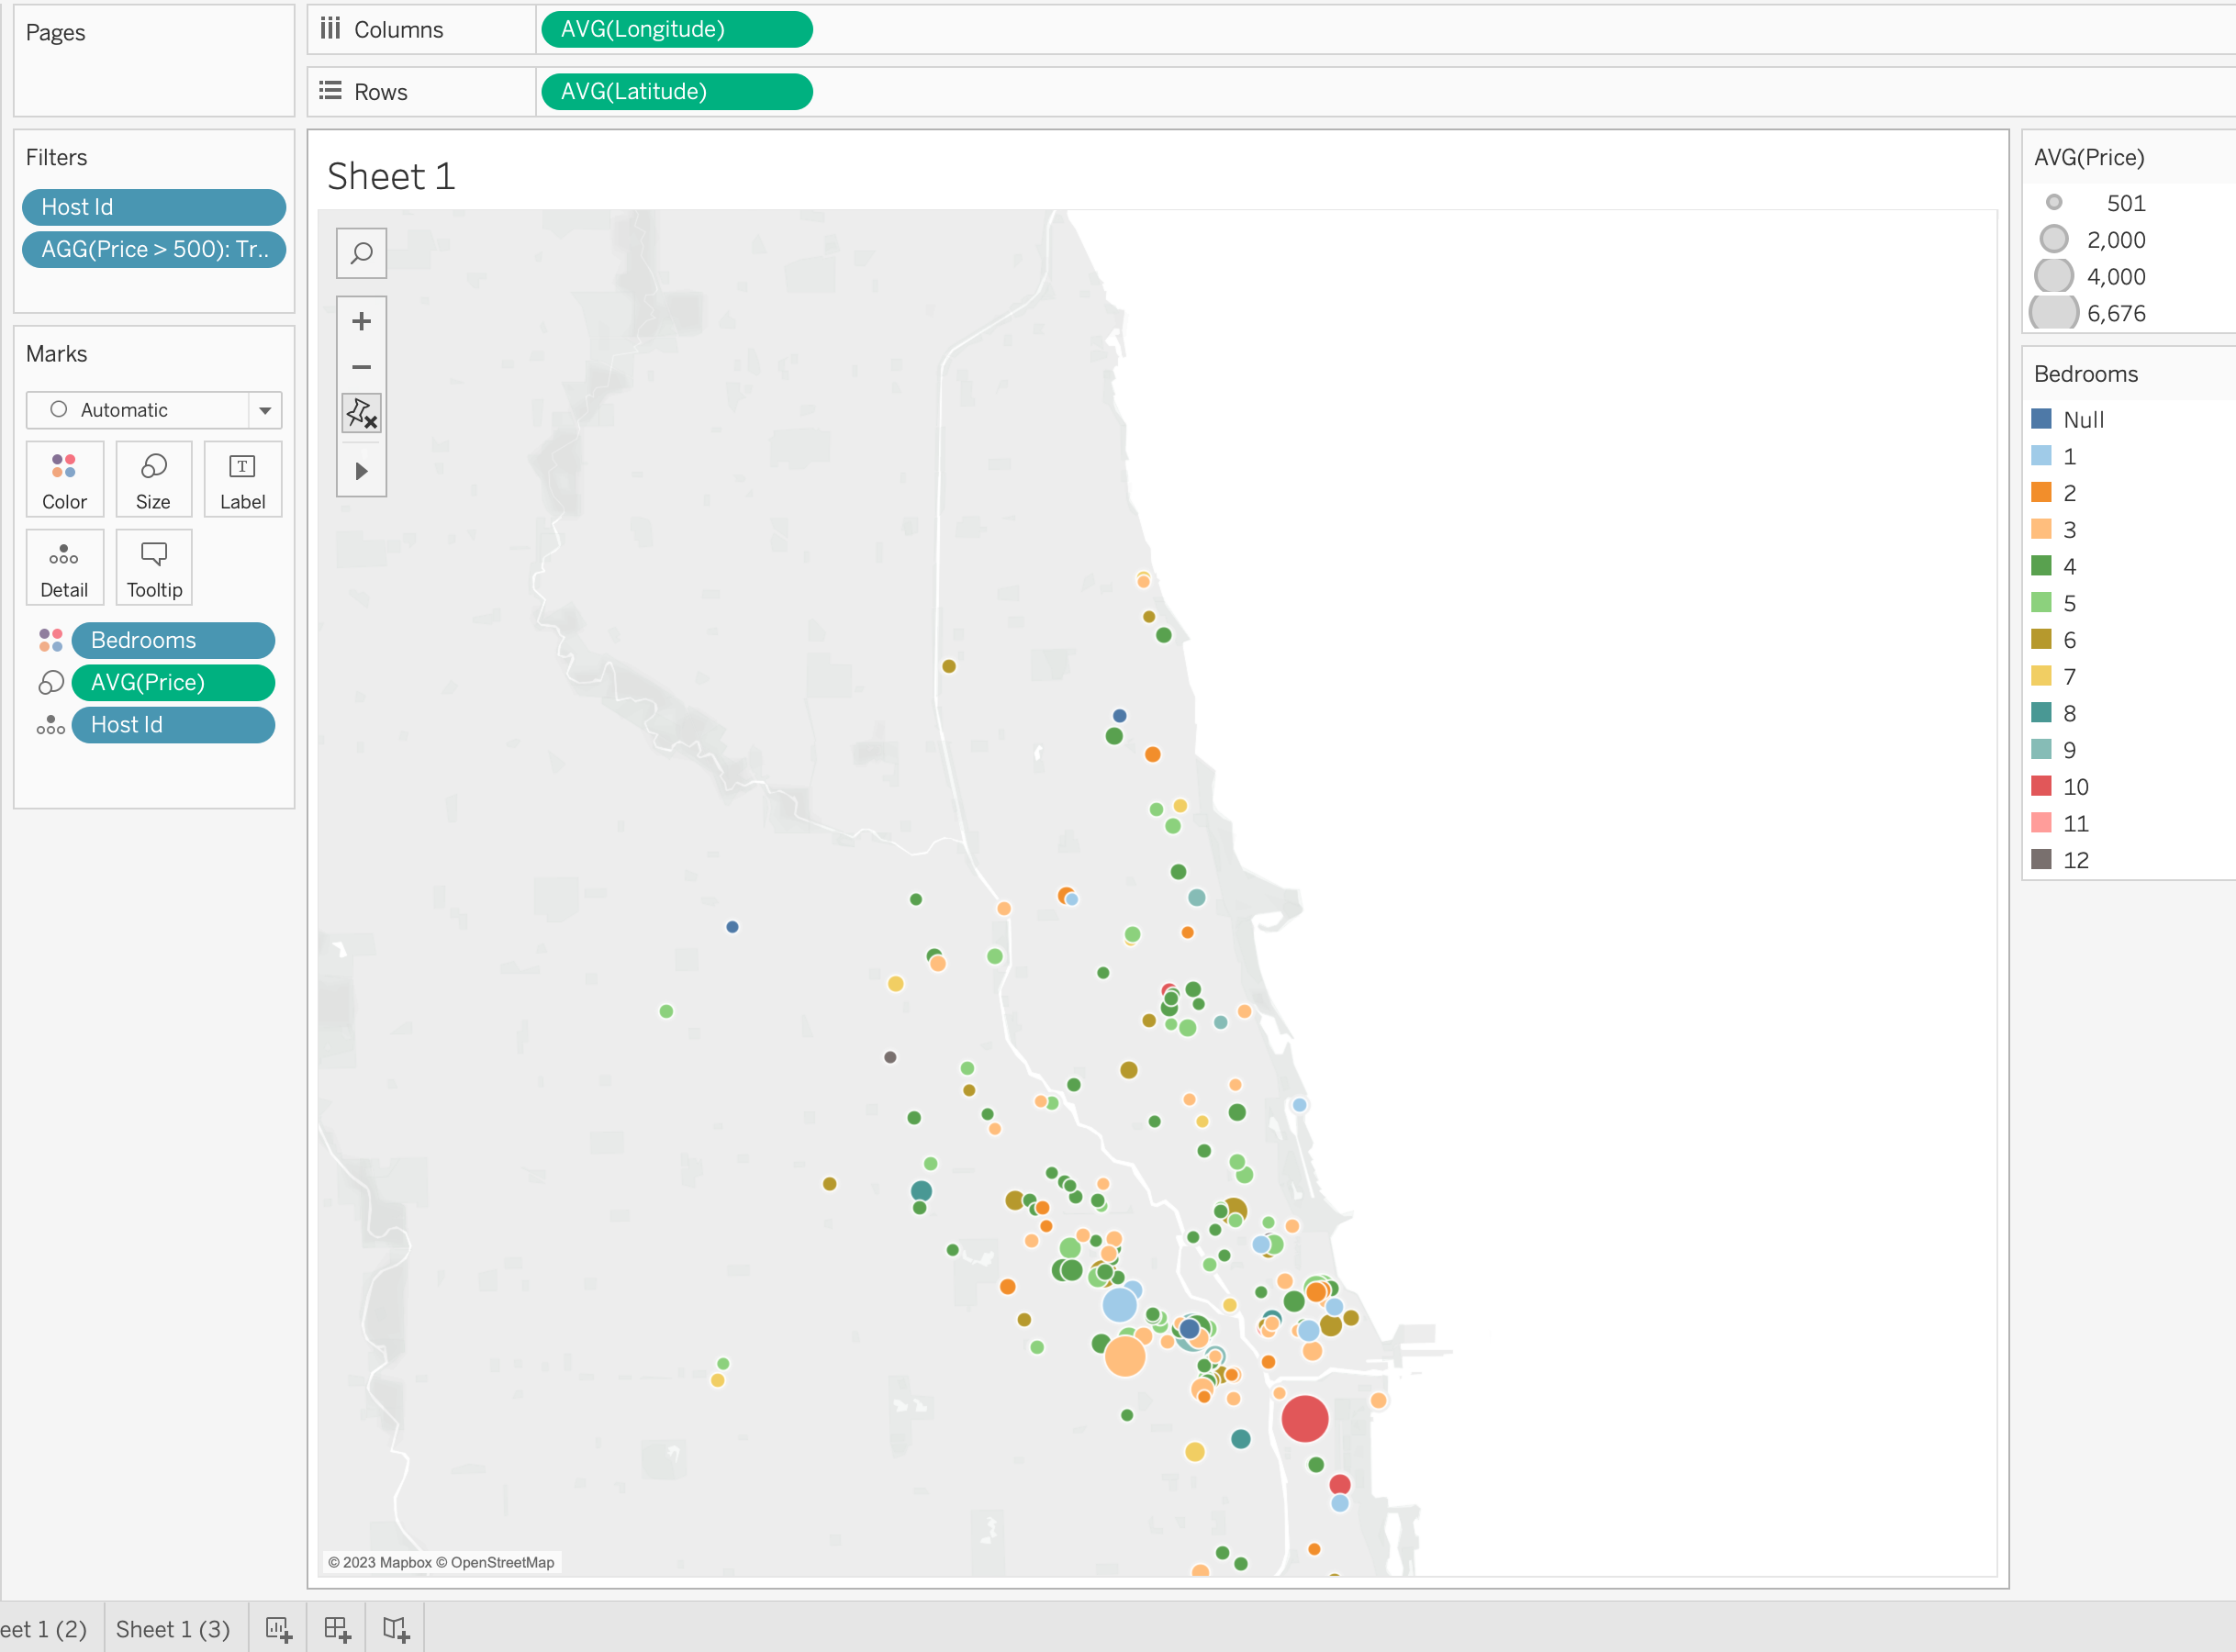 Pages
Columns
AVG(Longitude)
Rows
AVG(Latitude)
Filters
Host Id
AGG(Price > 500): Tr..
Marks
Automatic
Color
Size
Label
Detail
Tooltip
Bedrooms
AVG(Price)
Host Id
Sheet 1
© 2023 Mapbox © OpenStreetMap
AVG(Price)
501
2,000
4,000
6,676
Bedrooms
Null
1
2
3
4
5
6
7
8
9
10
11
12
eet 1 (2)
Sheet 1 (3)